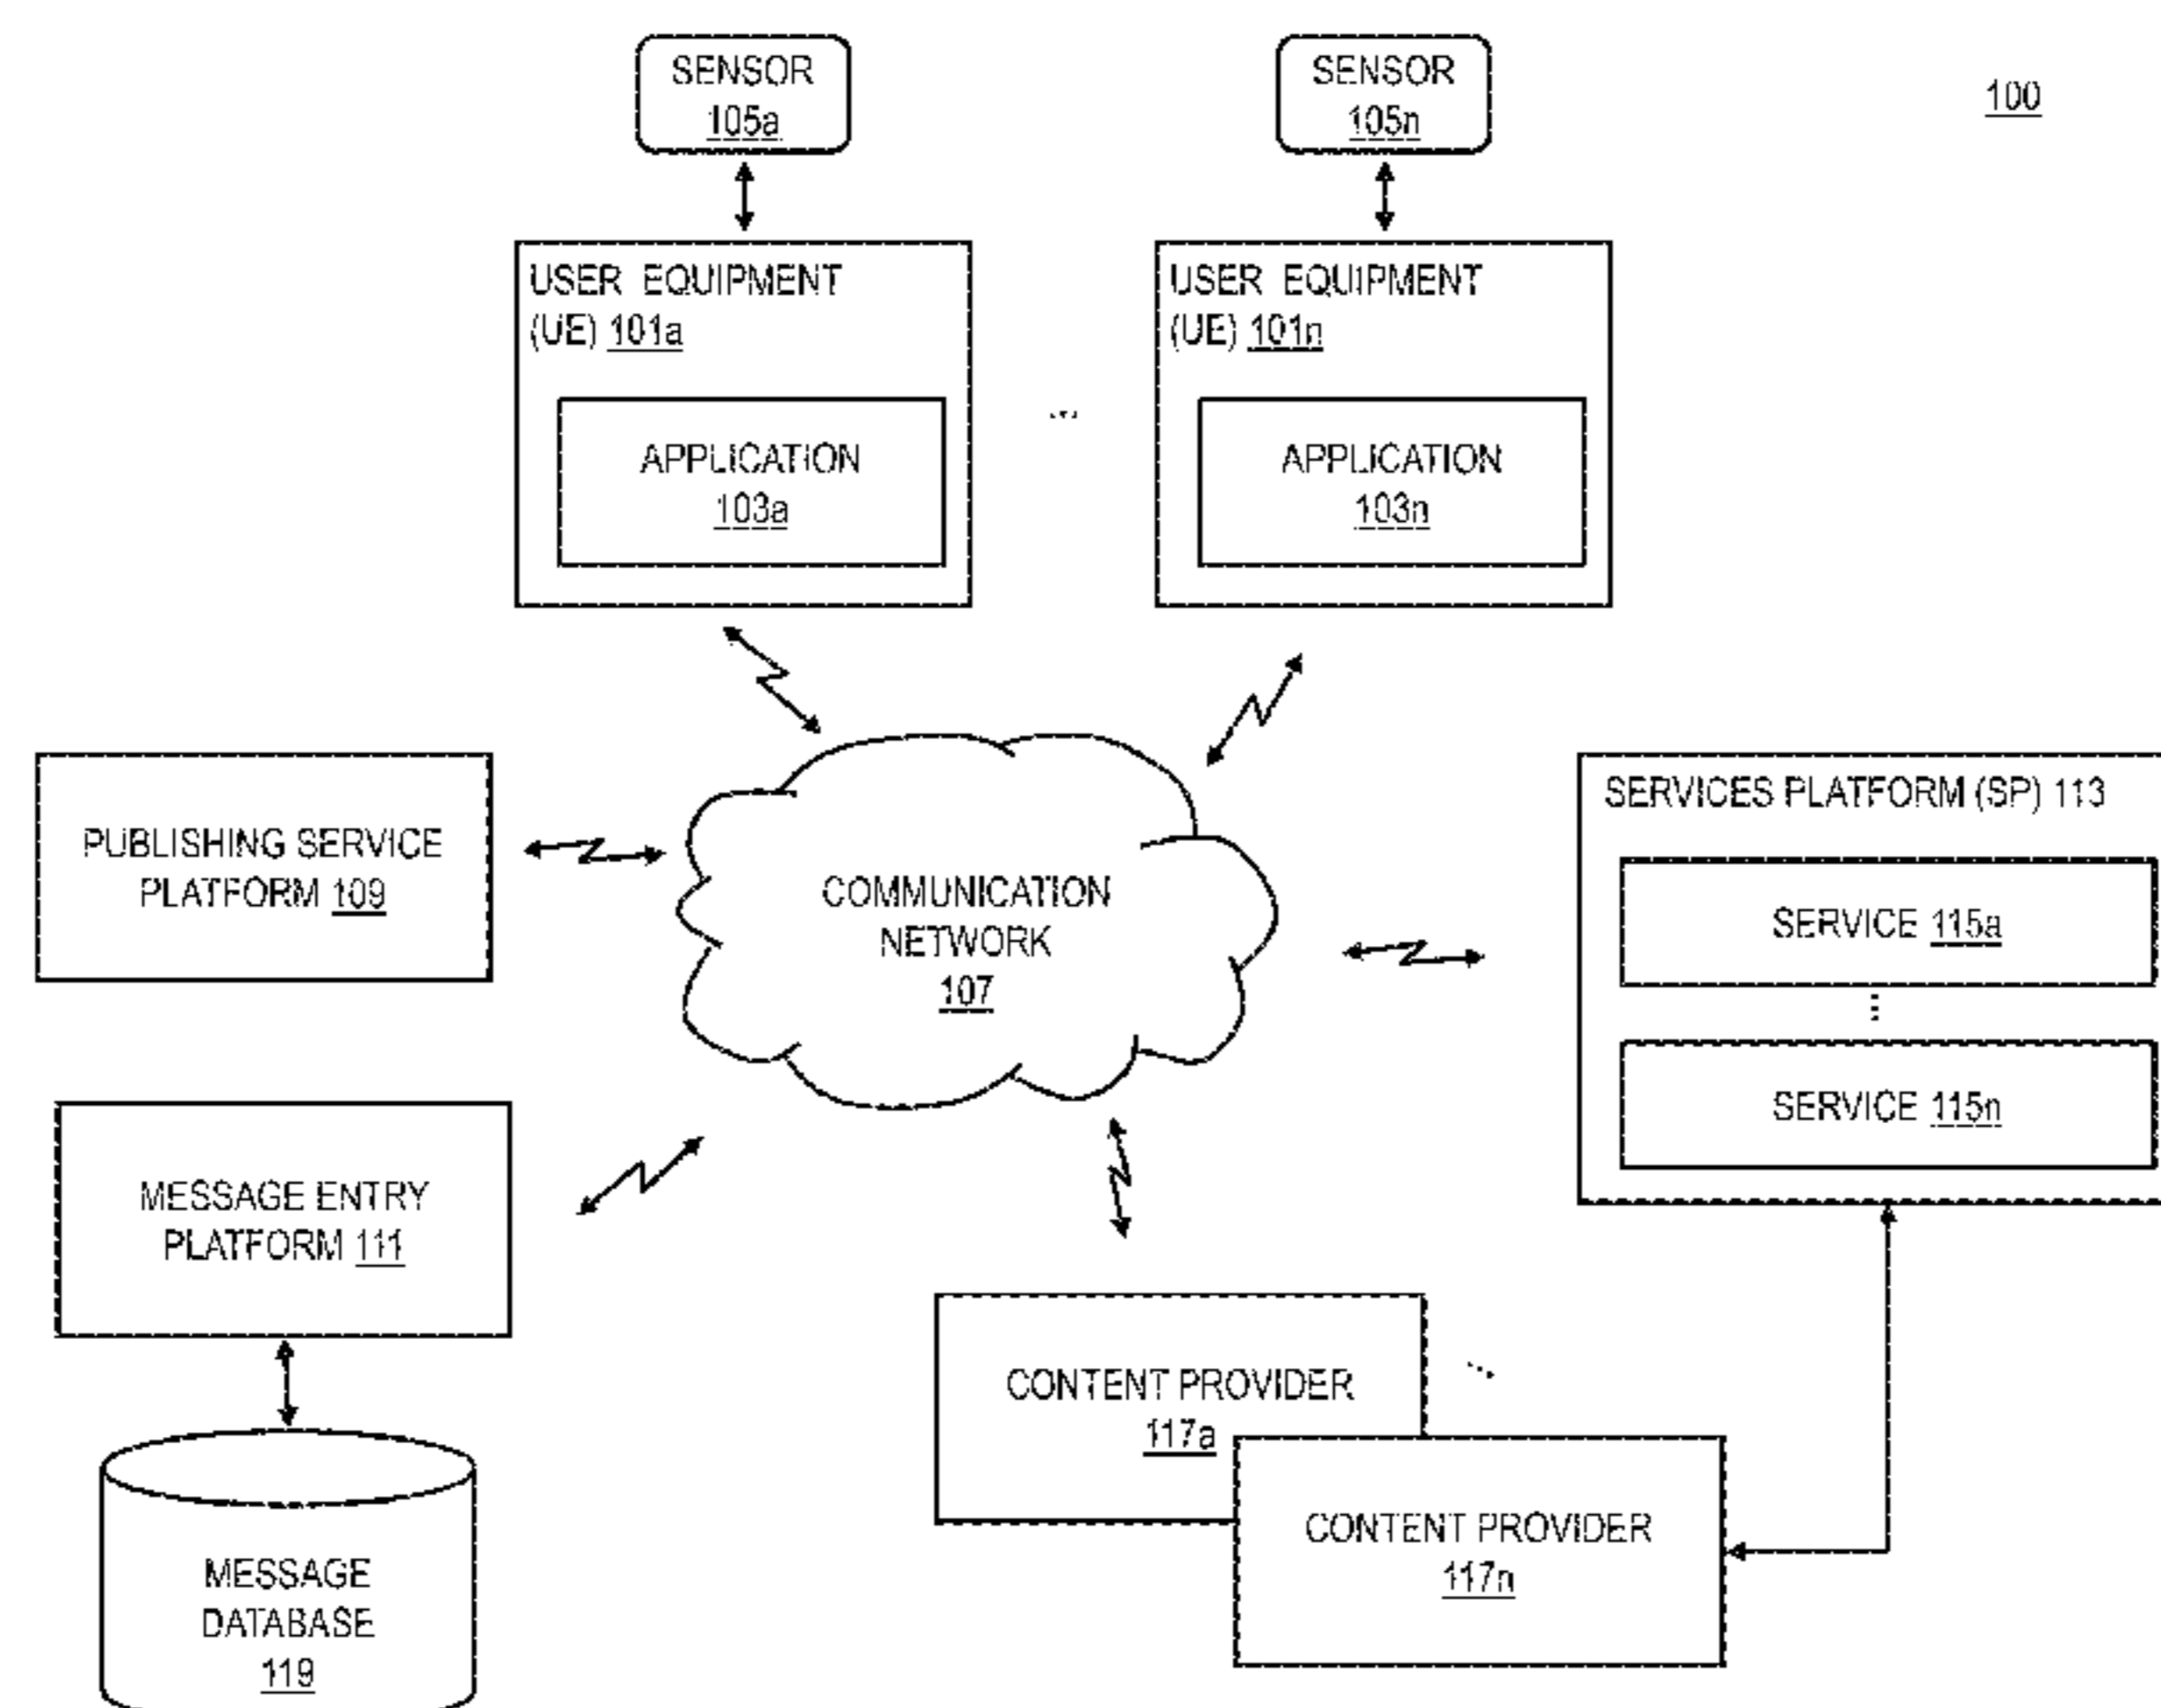 SENSOR
105a
SENSOR
105n
100
USER EQUIPMENT
(UE) 101a
USER EQUIPMENT
(UE) 101n
APPLICATION
103a
...
APPLICATION
103n
PUBLISHING SERVICE
PLATFORM 109
COMMUNICATION
NETWORK
107
SERVICES PLATFORM (SP) 113
SERVICE 115a
...
SERVICE 115n
MESSAGE ENTRY
PLATFORM 111
CONTENT PROVIDER
117a
...
CONTENT PROVIDER
117n
MESSAGE
DATABASE
119